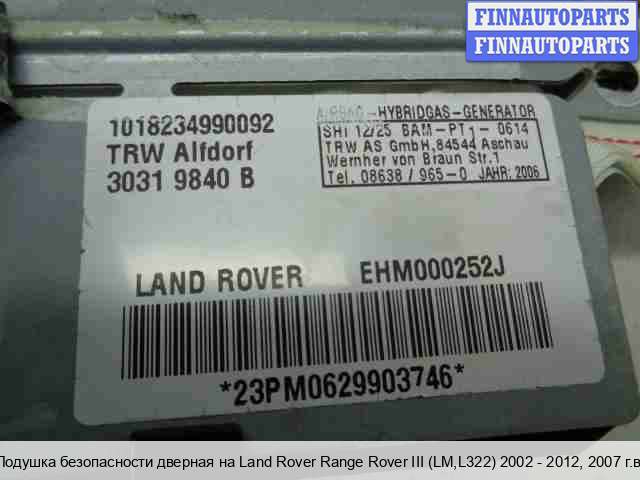 FINNAUTOPARTS
FINNAUTOPARTS
1018234990092
TRW Alfdorf
3031 9840 B
AIRBAG-HYBRIDGAS-GENERATOR
SHI 12/25 BAM-PT1-0614
TRW AS GmbH, 84544 Aschau
Wernher von Braun Str.1
Tel. 08638 / 965-0 JAHR: 2006
LAND ROVER EHM000252J
*23PM0629903746*
Подушка безопасности дверная на Land Rover Range Rover III (LM,L322) 2002 - 2012, 2007 г.в.